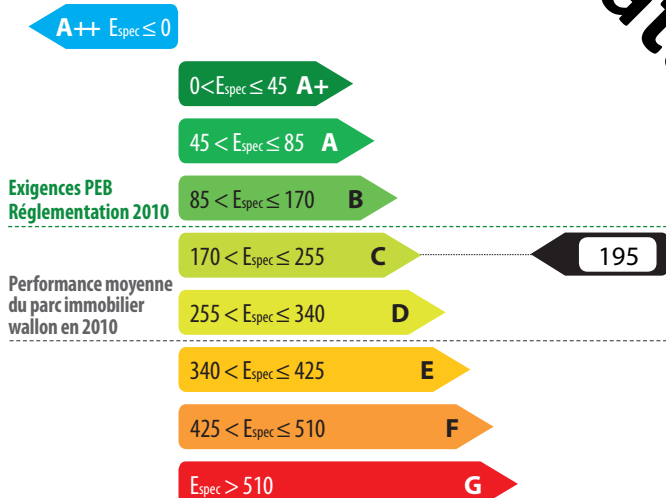 A++ Espec ≤ 0
0<Espec ≤ 45 A+
45 < Espec ≤ 85 A
Exigences PEB
Réglementation 2010
85 < Espec ≤ 170 B
170 < Espec ≤ 255 C
195
Performance moyenne
du parc immobilier
wallon en 2010
255 < Espec ≤ 340 D
340 < Espec ≤ 425 E
425 < Espec ≤ 510 F
Espec > 510 G